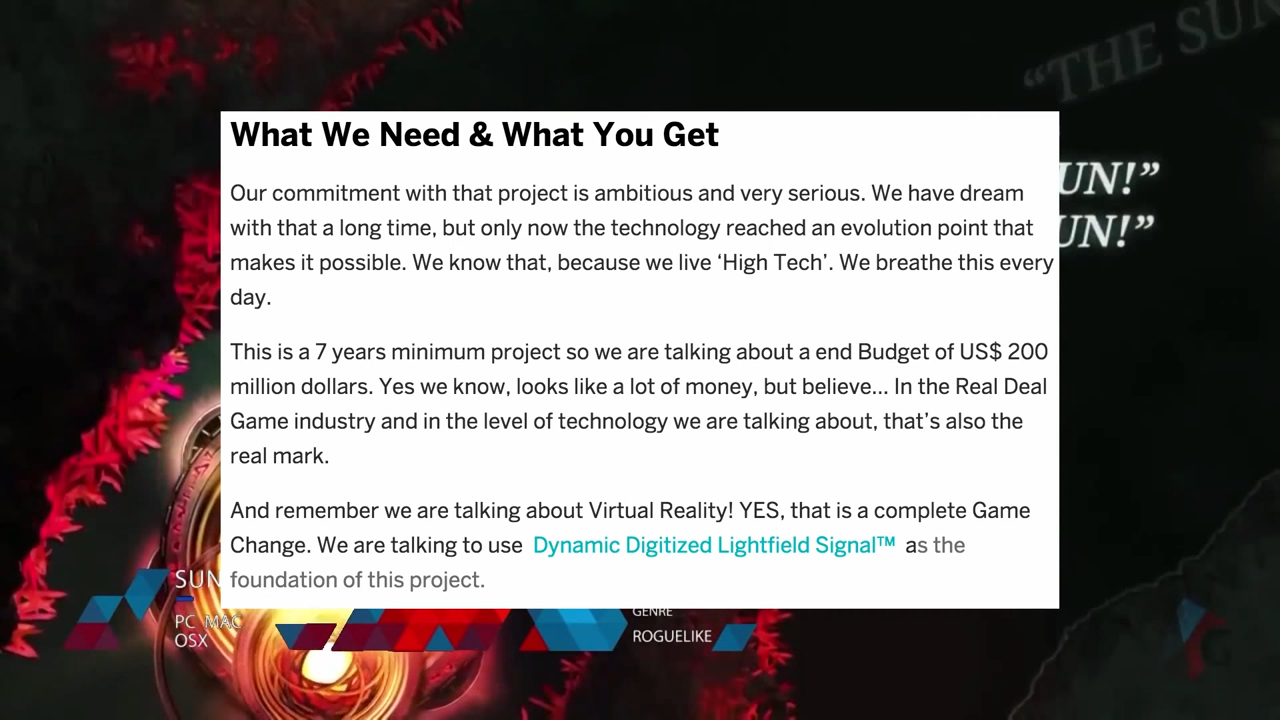 “THE SUN
What We Need & What You Get
Our commitment with that project is ambitious and very serious. We have dream
with that a long time, but only now the technology reached an evolution point that
makes it possible. We know that, because we live ‘High Tech’. We breathe this every
day.
This is a 7 years minimum project so we are talking about a end Budget of US$ 200
million dollars. Yes we know, looks like a lot of money, but believe... In the Real Deal
Game industry and in the level of technology we are talking about, that’s also the
real mark.
And remember we are talking about Virtual Reality! YES, that is a complete Game
Change. We are talking to use Dynamic Digitized Lightfield Signal™ as the
foundation of this project.
UN!”
UN!”
SUN
PC MAC
OSX
GENRE
ROGUELIKE
G